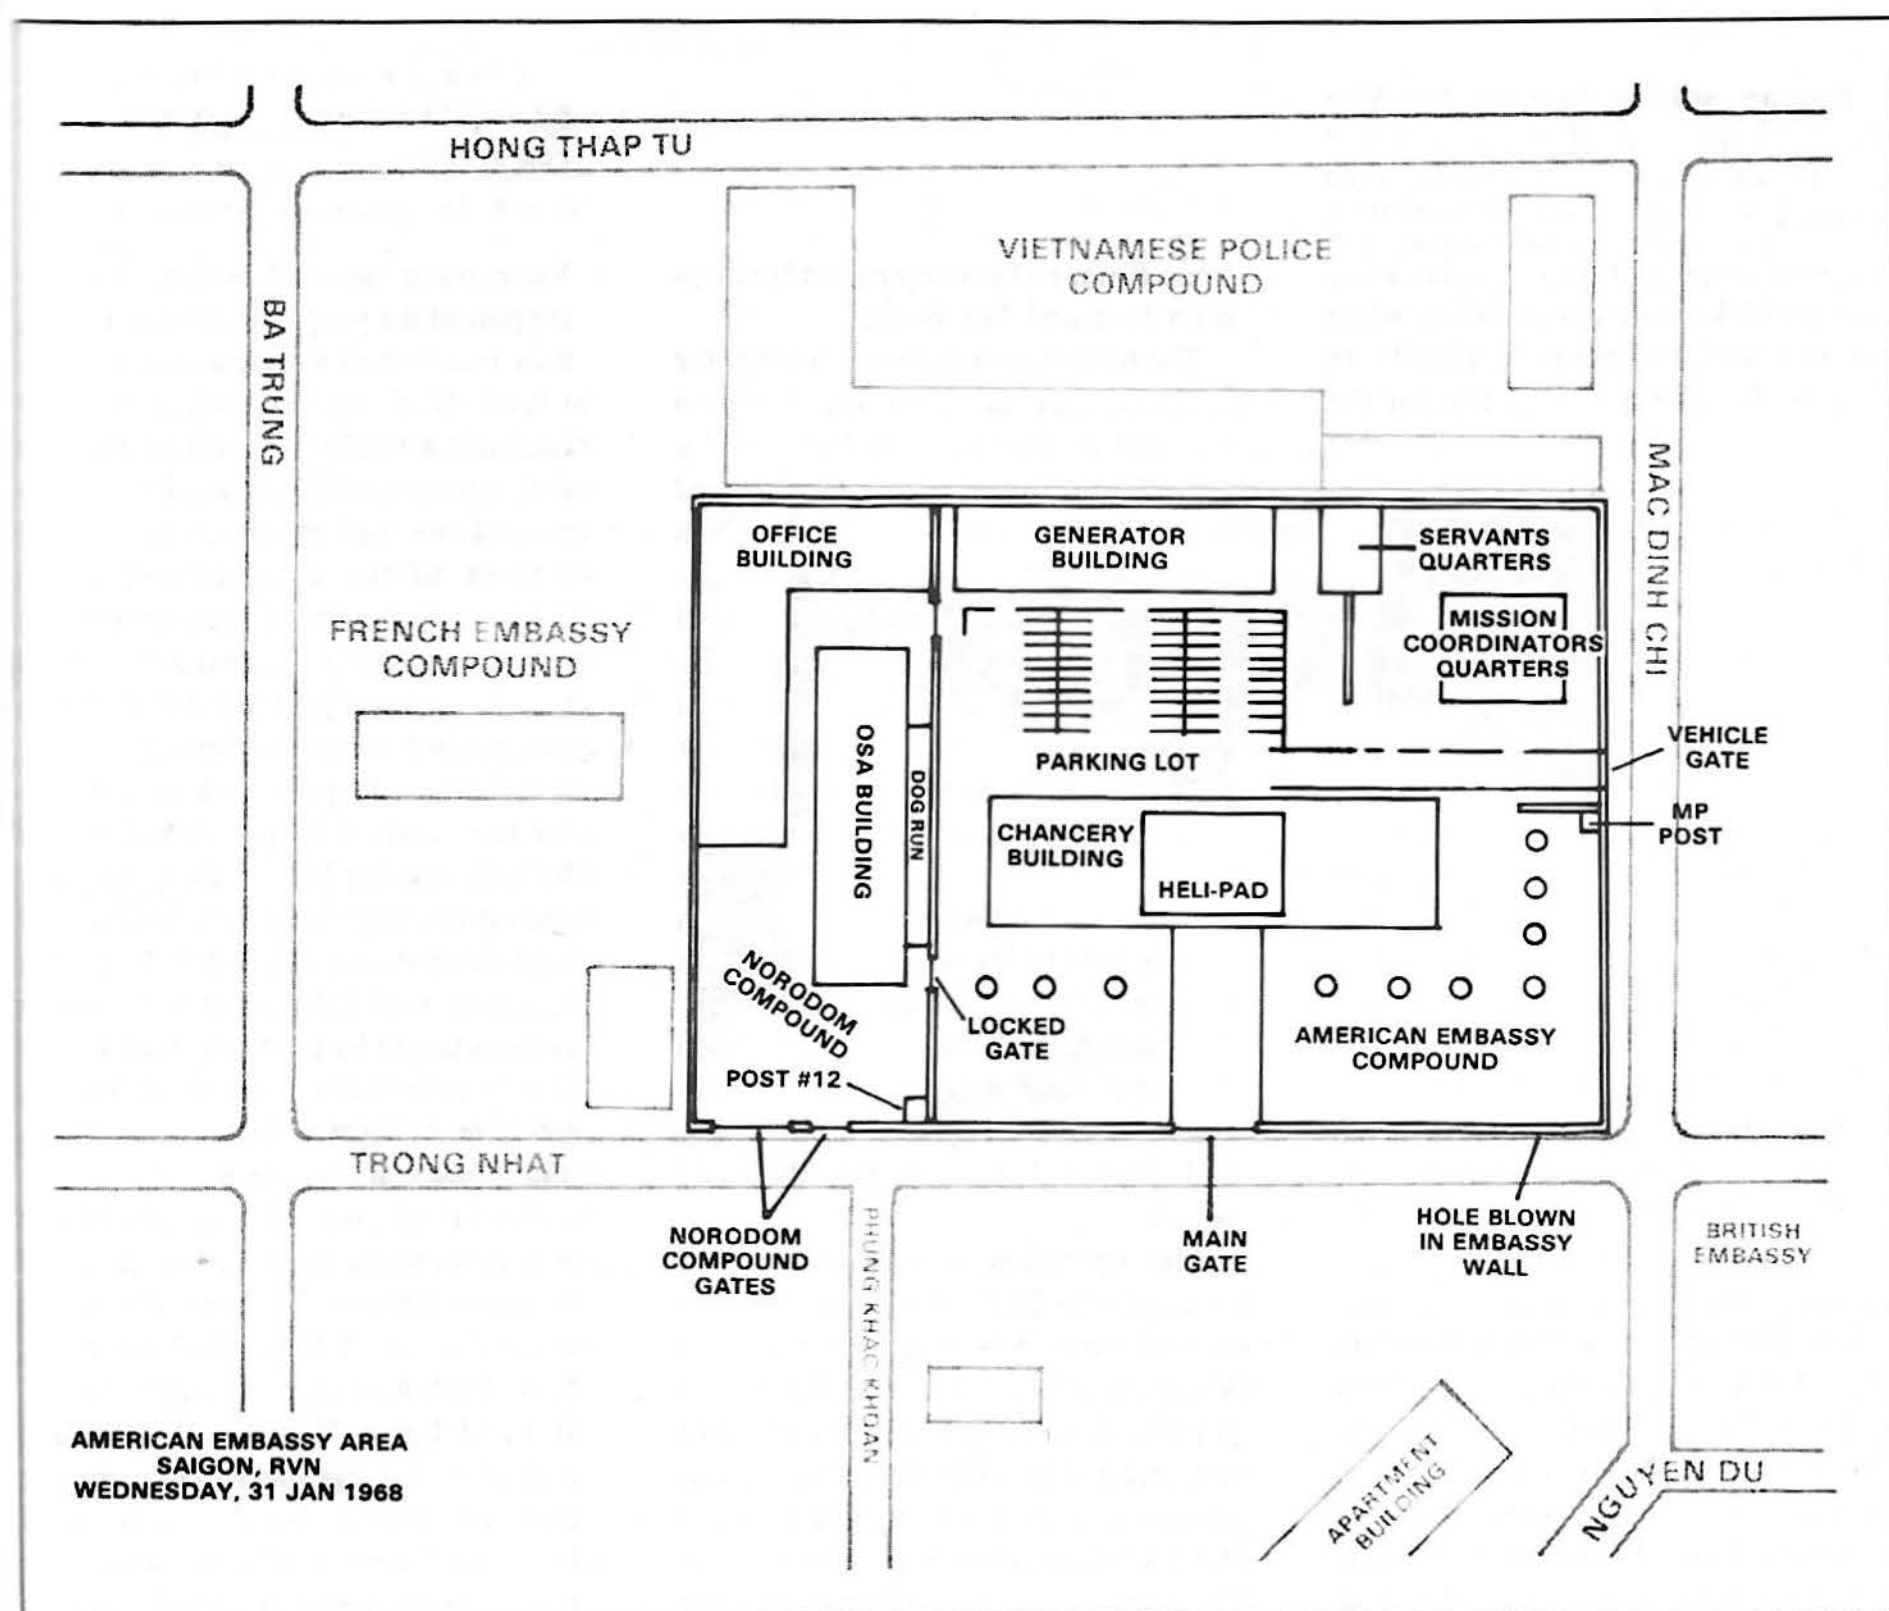 HONG THAP TU
BA TRUNG
VIETNAMESE POLICE
COMPOUND
MAC DINH CHI
OFFICE
BUILDING
GENERATOR
BUILDING
SERVANTS
QUARTERS
MISSION
COORDINATORS
QUARTERS
FRENCH EMBASSY
COMPOUND
OSA BUILDING
DOG RUN
PARKING LOT
VEHICLE
GATE
MP
POST
CHANCERY
BUILDING
HELI-PAD
NORODOM
COMPOUND
LOCKED
GATE
AMERICAN EMBASSY
COMPOUND
POST #12
TRONG NHAT
NORODOM
COMPOUND
GATES
PHUNG KHAC KHOAN
MAIN
GATE
HOLE BLOWN
IN EMBASSY
WALL
BRITISH
EMBASSY
APARTMENT
BUILDING
NGUYEN DU
AMERICAN EMBASSY AREA
SAIGON, RVN
WEDNESDAY, 31 JAN 1968